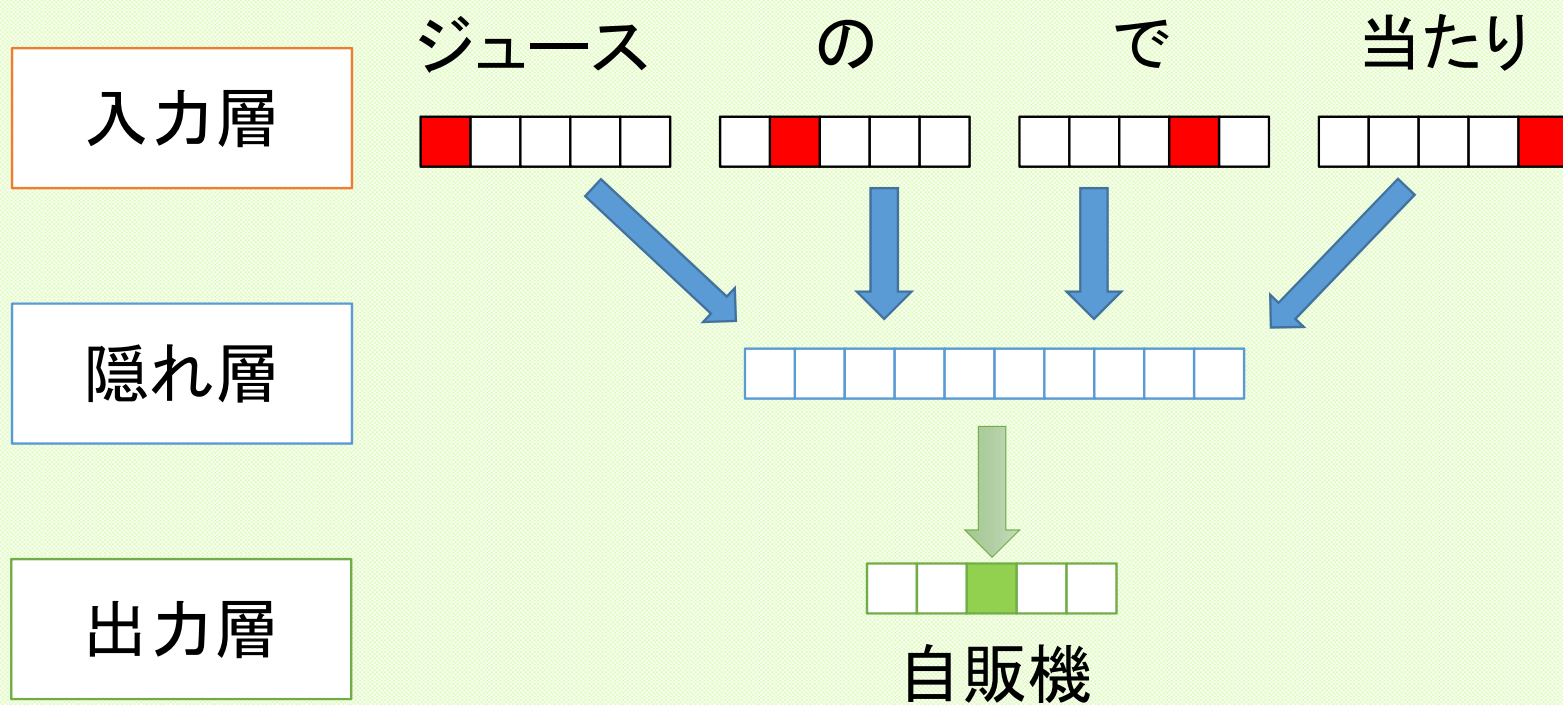 ジュース の で 当たり
入力層
隠れ層
出力層
自販機